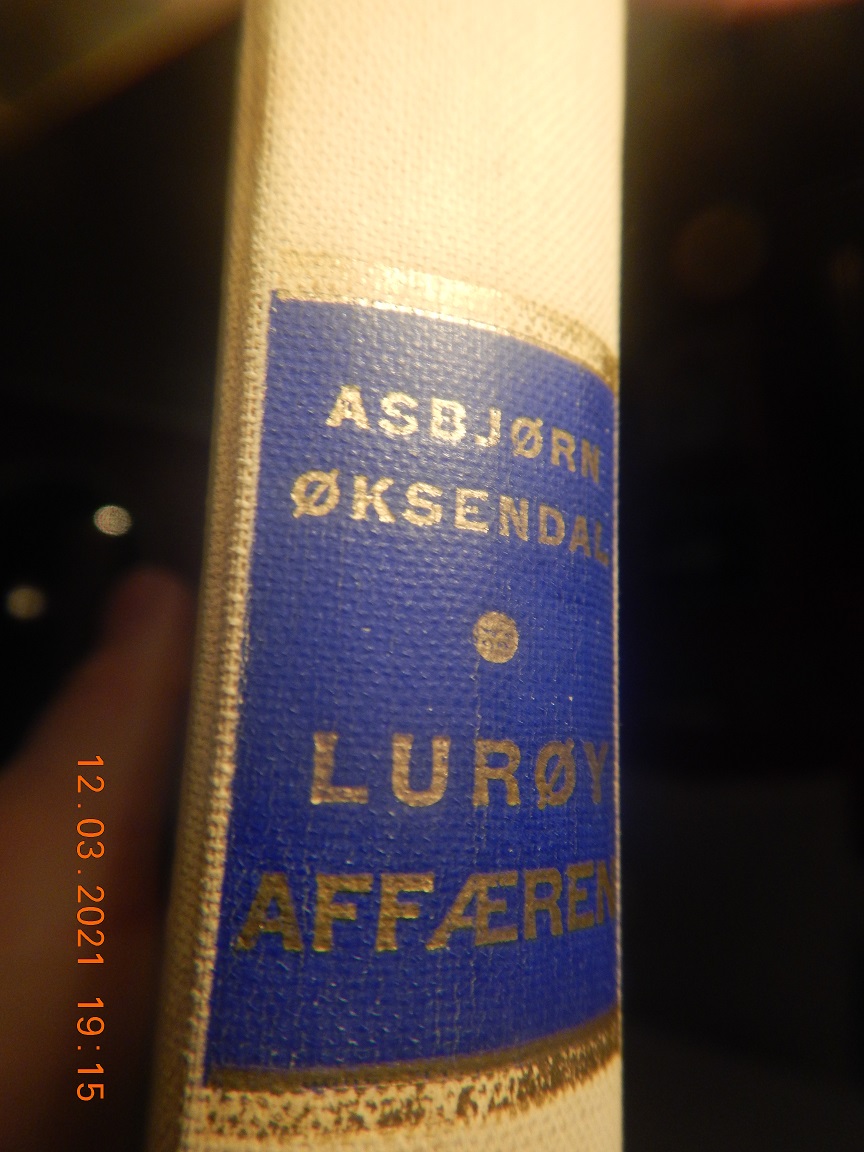 ASBJØRN
ØKSENDAL
LURØY
AFFÆREN
12.03.2021 19:15